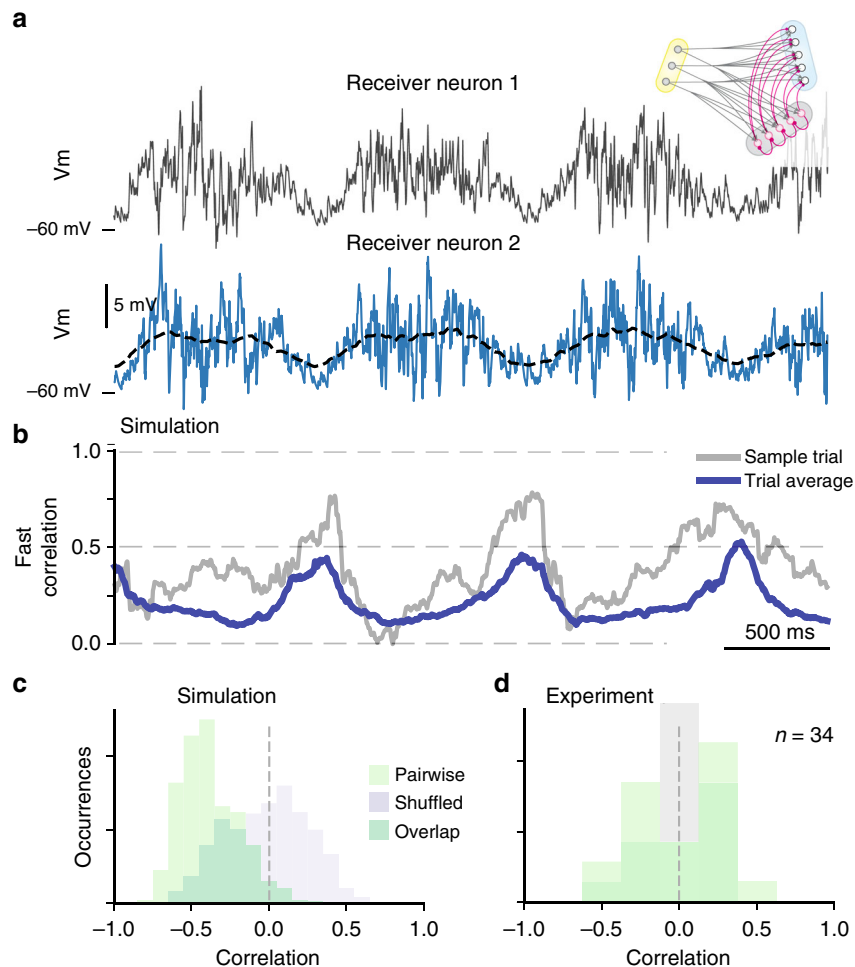 a
Receiver neuron 1
Vm
–60 mV
Receiver neuron 2
5 mV
Vm
–60 mV
b
Simulation
1.0
0.5
0.0
Fast
correlation
Sample trial
Trial average
500 ms
c
Simulation
Occurrences
Pairwise
Shuffled
Overlap
–1.0
–0.5
0.0
0.5
1.0
Correlation
d
Experiment
n = 34
–1.0
–0.5
0.0
0.5
1.0
Correlation